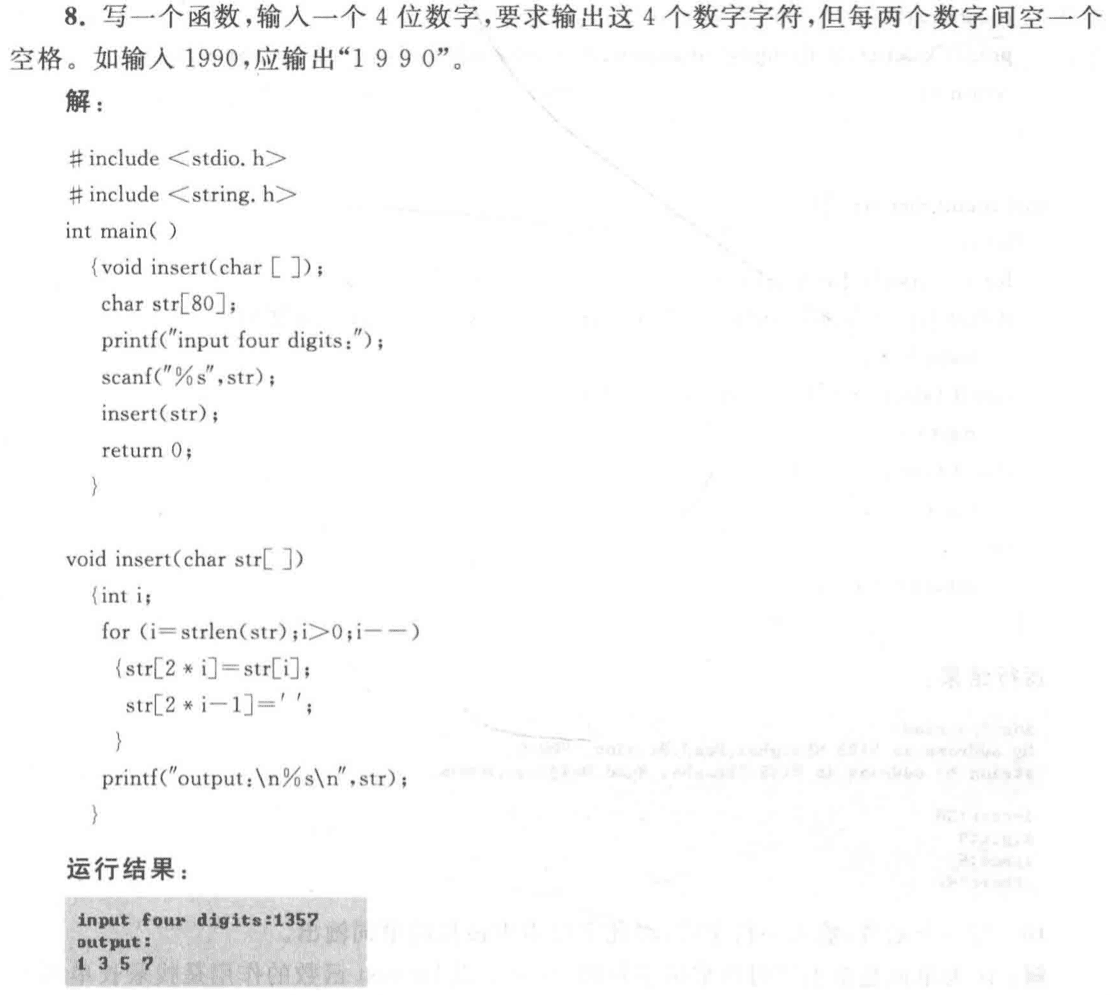 8. 写一个函数,输入一个 4 位数字,要求输出这 4 个数字字符,但每两个数字间空一个
空格。如输入 1990,应输出“1 9 9 0”。
解:
#include <stdio.h>
#include <string.h>
int main( )
{void insert(char [ ]);
char str[80];
printf("input four digits:");
scanf("%s",str);
insert(str);
return 0;
}
void insert(char str[ ])
{int i;
for (i=strlen(str);i>0;i--)
{str[2 * i]=str[i];
str[2 * i-1]=' ';
}
printf("output:\n%s\n",str);
}
运行结果:
input four digits:1357
output:
1 3 5 7